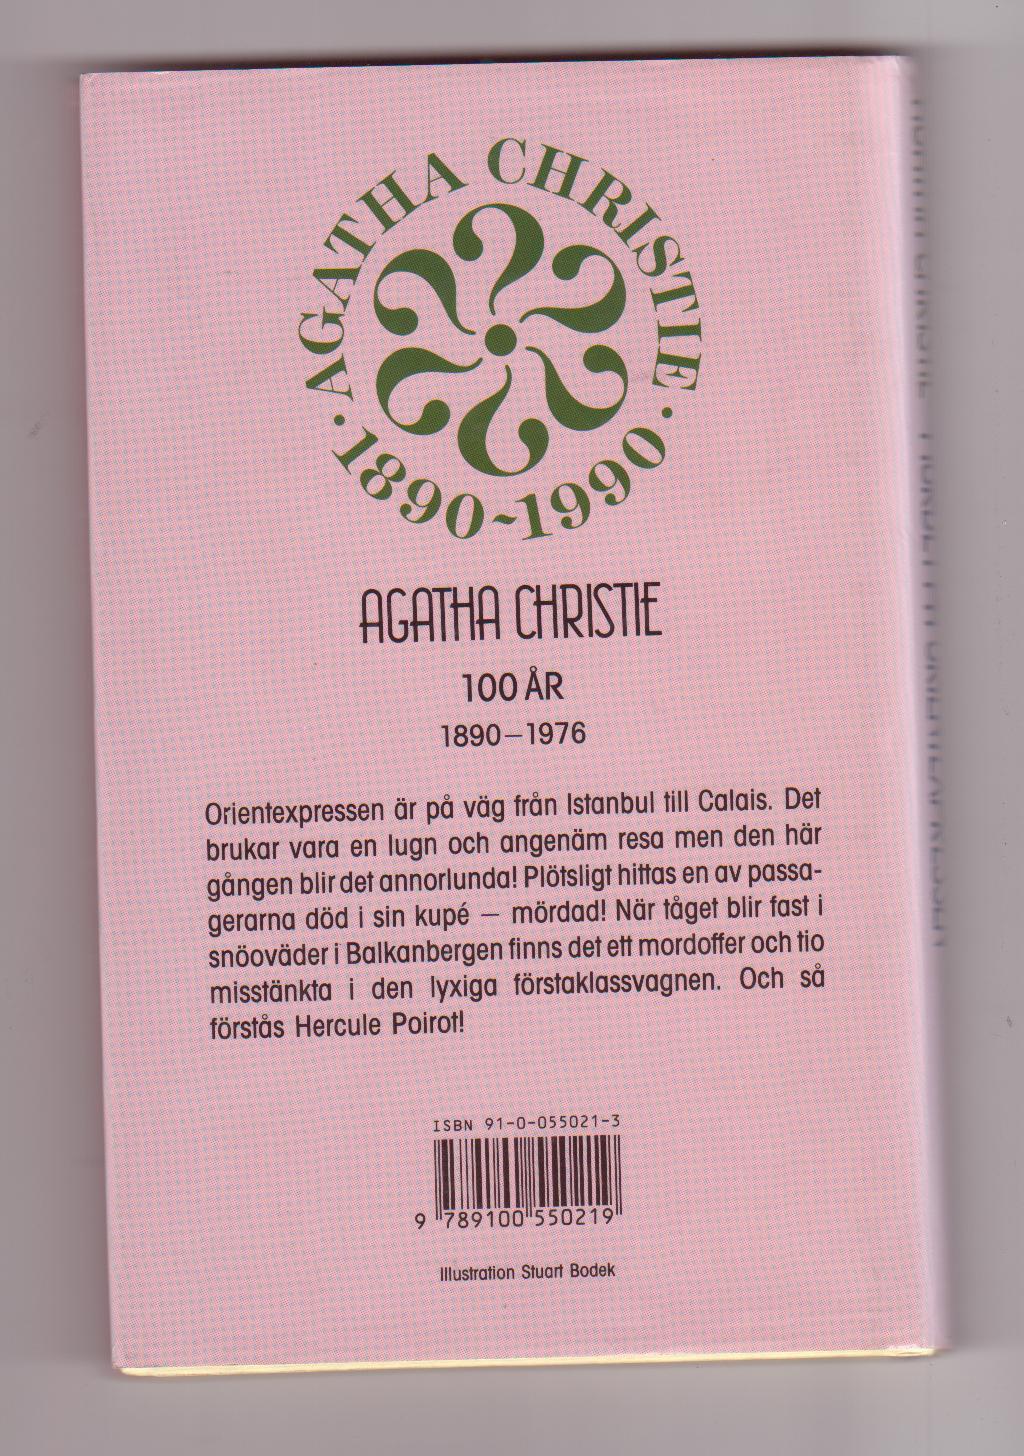 AGATHA CHRISTIE
· 1890-1990 ·
AGATHA CHRISTIE
100 ÅR
1890–1976
Orientexpressen är på väg från Istanbul till Calais. Det
brukar vara en lugn och angenäm resa men den här
gången blir det annorlunda! Plötsligt hittas en av passa-
gerarna död i sin kupé – mördad! När tåget blir fast i
snöoväder i Balkanbergen finns det ett mordoffer och tio
misstänkta i den lyxiga förstaklassvagnen. Och så
förstås Hercule Poirot!
ISBN 91-0-055021-3
9 789100 550219
Illustration Stuart Bodek